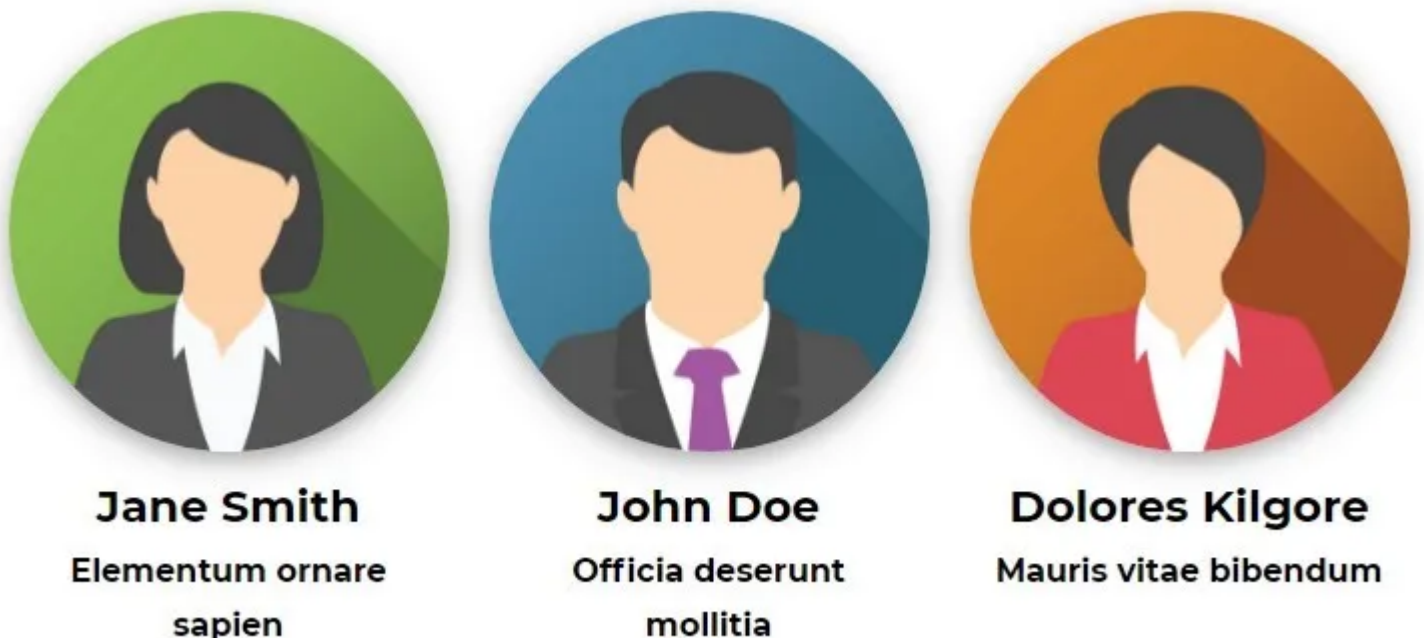 Jane Smith
Elementum ornare
sapien
John Doe
Officia deserunt
mollitia
Dolores Kilgore
Mauris vitae bibendum